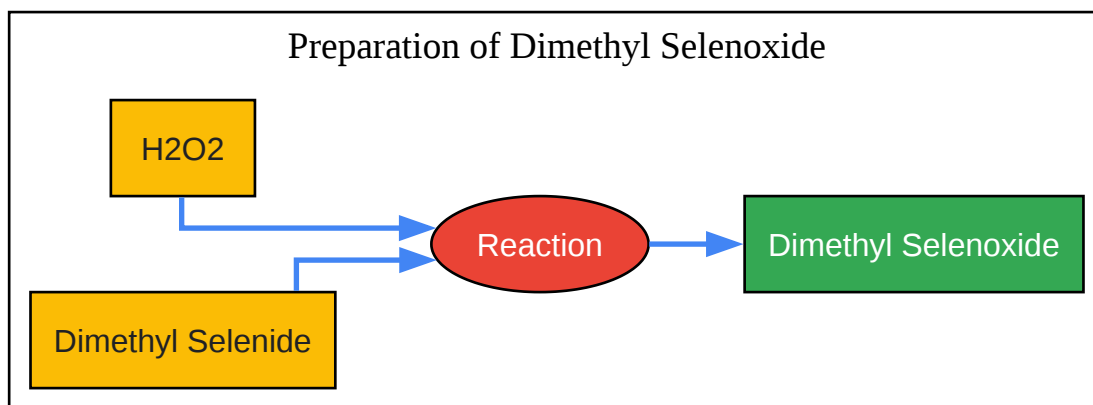 Preparation of Dimethyl Selenoxide
H2O2
Reaction
Dimethyl Selenoxide
Dimethyl Selenide